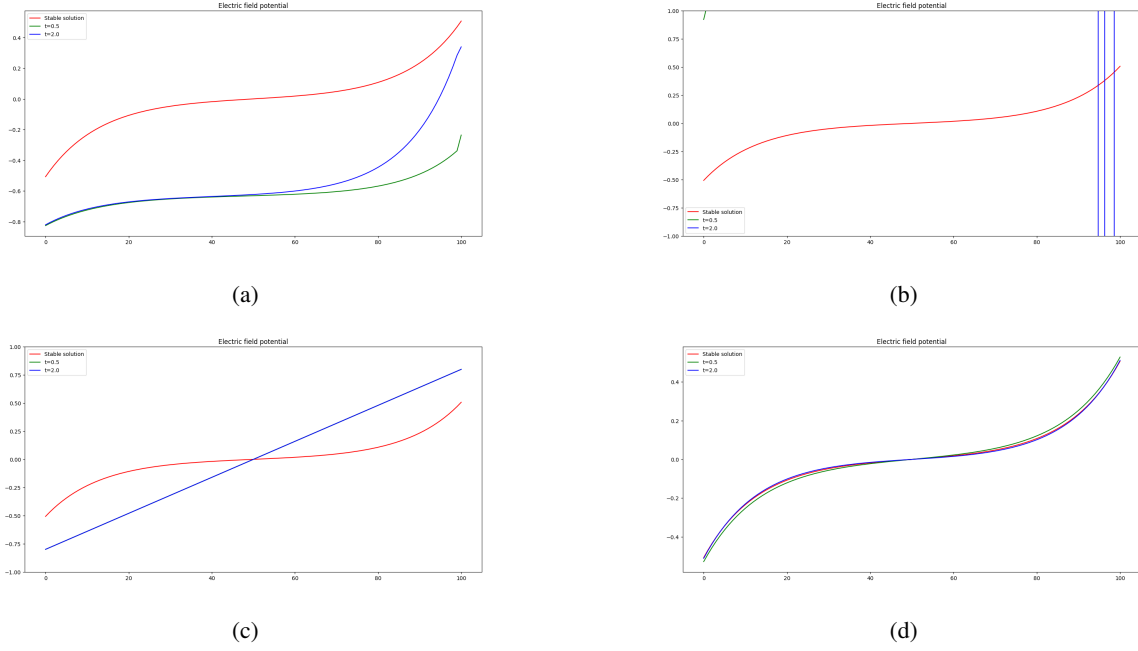 Electric field potential
Stable solution
t=0.5
t=2.0
0.4
0.2
0.0
−0.2
−0.4
−0.6
−0.8
0 20 40 60 80 100
(a)
Electric field potential
1.00
0.75
0.50
0.25
0.00
−0.25
−0.50
−0.75
−1.00
Stable solution
t=0.5
t=2.0
0 20 40 60 80 100
(b)
Electric field potential
Stable solution
t=0.5
t=2.0
1.00
0.75
0.50
0.25
0.00
−0.25
−0.50
−0.75
−1.00
0 20 40 60 80 100
(c)
Electric field potential
Stable solution
t=0.5
t=2.0
0.4
0.2
0.0
−0.2
−0.4
0 20 40 60 80 100
(d)